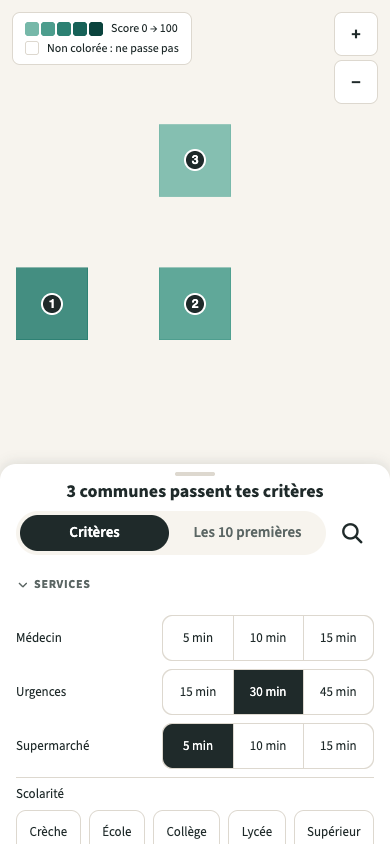 Score 0 → 100
Non colorée : ne passe pas
+
−
3
1
2
3 communes passent tes critères
Critères
Les 10 premières
SERVICES
Médecin
5 min
10 min
15 min
Urgences
15 min
30 min
45 min
Supermarché
5 min
10 min
15 min
Scolarité
Crèche
École
Collège
Lycée
Supérieur